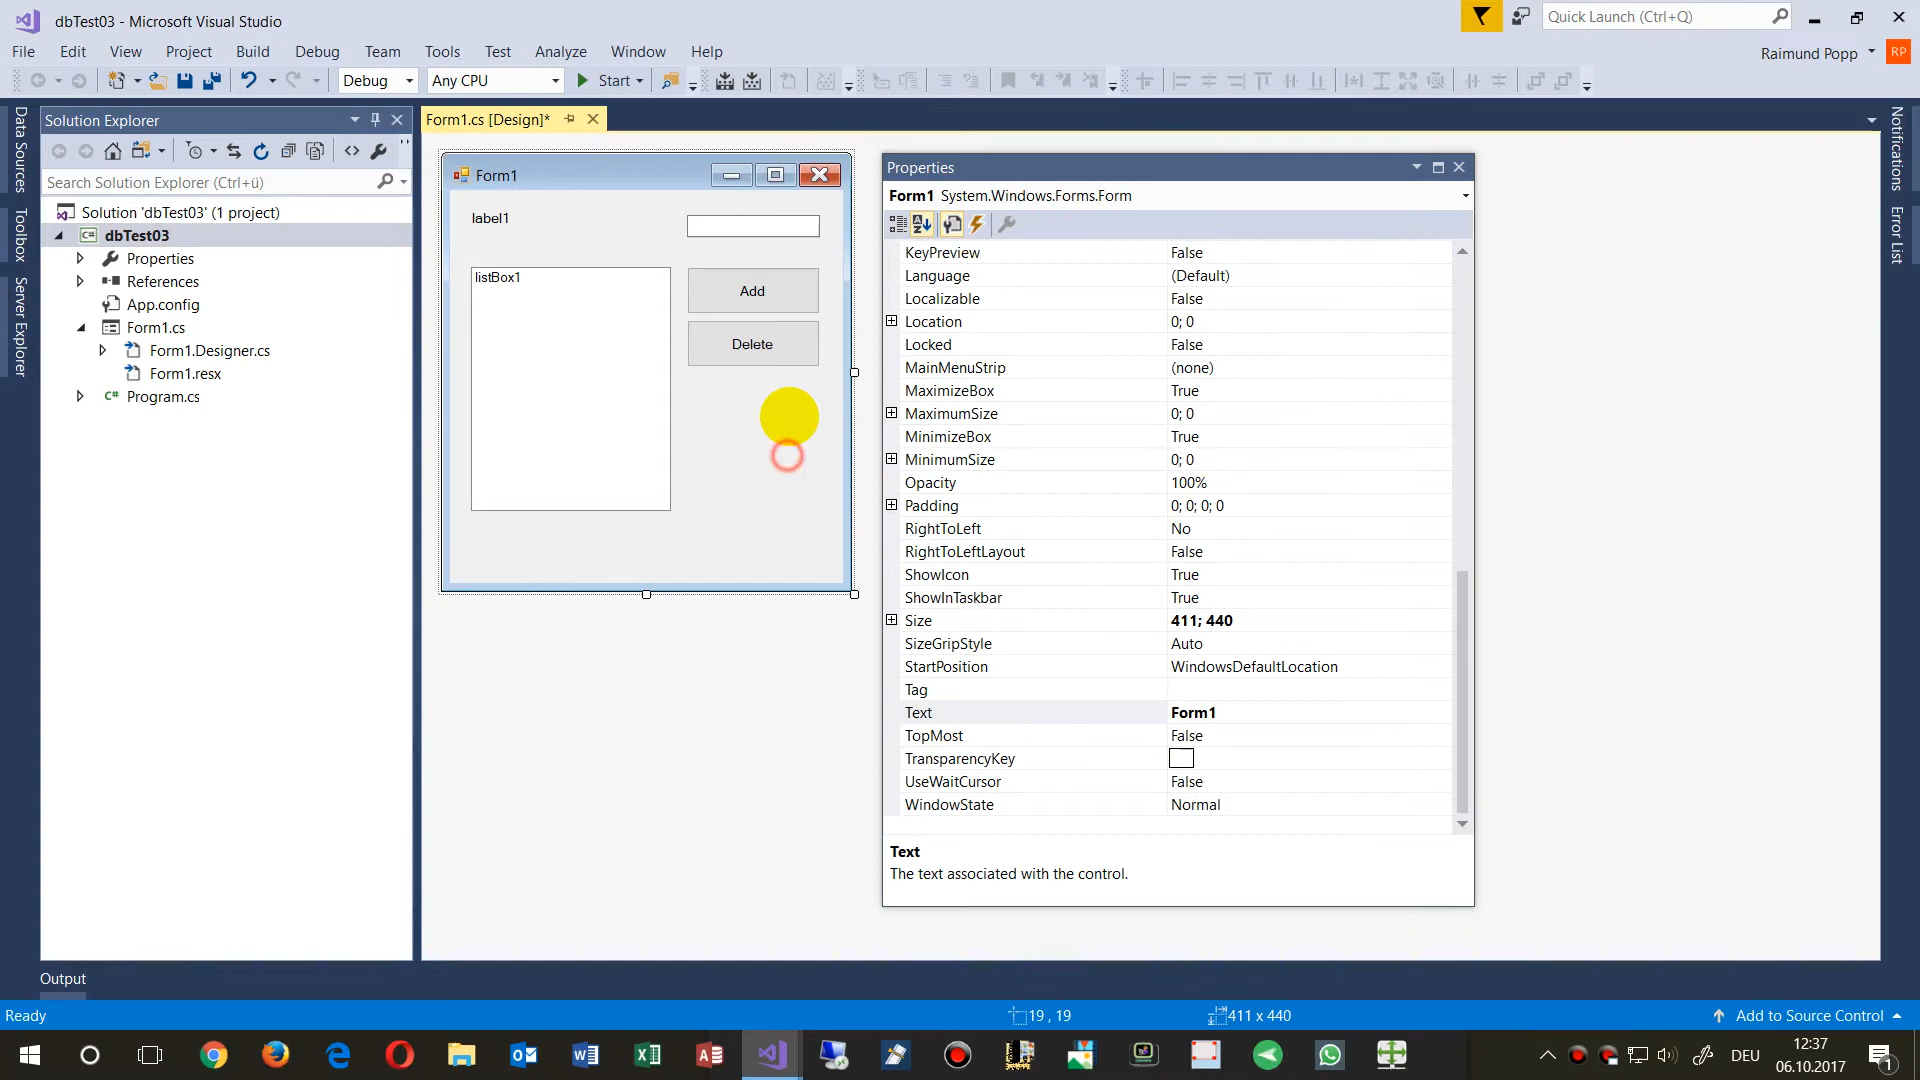 dbTest03 - Microsoft Visual Studio
Quick Launch (Ctrl+Q)
File Edit View Project Build Debug Team Tools Test Analyze Window Help
Raimund Popp RP
Debug Any CPU Start
Data Sources
Toolbox
Server Explorer
Solution Explorer
Search Solution Explorer (Ctrl+ü)
Solution 'dbTest03' (1 project)
C# dbTest03
Properties
References
App.config
Form1.cs
Form1.Designer.cs
Form1.resx
C# Program.cs
Form1.cs [Design]*
Form1
label1
listBox1
Add
Delete
Properties
Form1 System.Windows.Forms.Form
KeyPreview False
Language (Default)
Localizable False
Location 0; 0
Locked False
MainMenuStrip (none)
MaximizeBox True
MaximumSize 0; 0
MinimizeBox True
MinimumSize 0; 0
Opacity 100%
Padding 0; 0; 0; 0
RightToLeft No
RightToLeftLayout False
ShowIcon True
ShowInTaskbar True
Size 411; 440
SizeGripStyle Auto
StartPosition WindowsDefaultLocation
Tag
Text Form1
TopMost False
TransparencyKey
UseWaitCursor False
WindowState Normal
Text
The text associated with the control.
Notifications
Error List
Output
Ready 19 , 19 411 x 440 Add to Source Control
DEU
12:37
06.10.2017
1